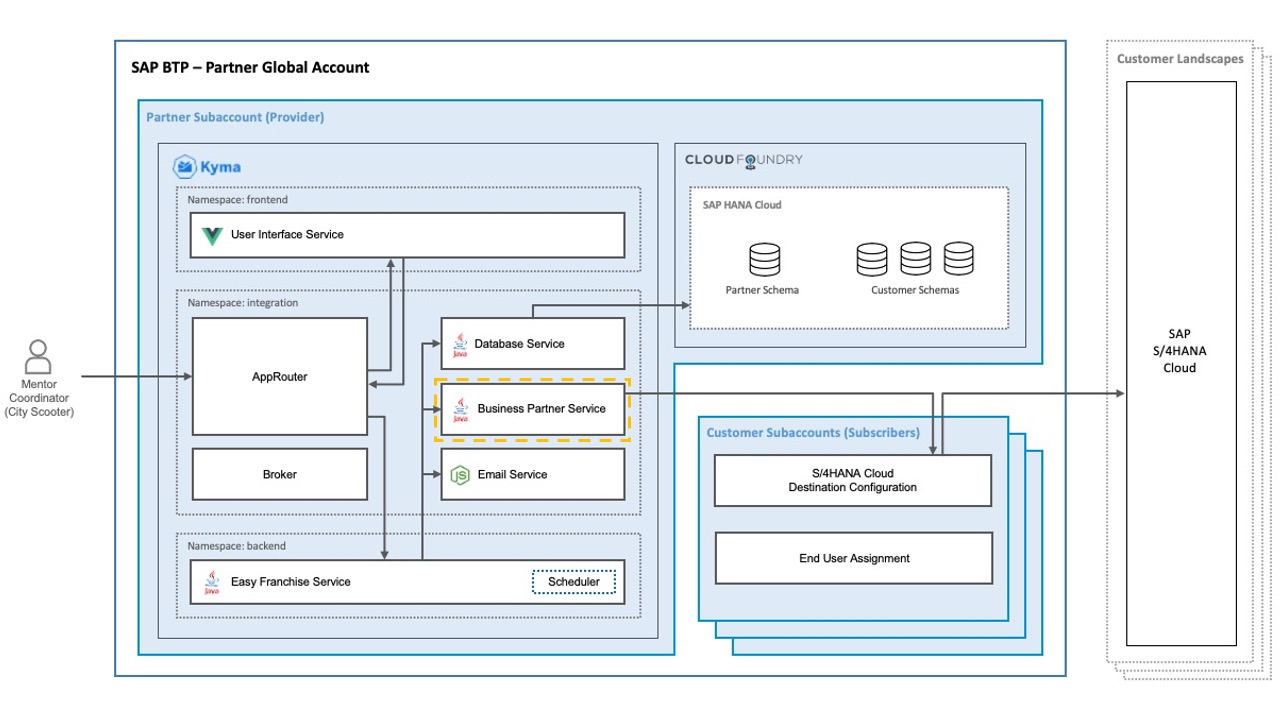 SAP BTP – Partner Global Account
Customer Landscapes
Partner Subaccount (Provider)
Kyma
CLOUD FOUNDRY
Namespace: frontend
User Interface Service
SAP HANA Cloud
Partner Schema
Customer Schemas
Namespace: integration
AppRouter
Java
Database Service
Java
Business Partner Service
Broker
JS
Email Service
Mentor
Coordinator
(City Scooter)
SAP
S/4HANA
Cloud
Customer Subaccounts (Subscribers)
S/4HANA Cloud
Destination Configuration
End User Assignment
Namespace: backend
Java
Easy Franchise Service
Scheduler